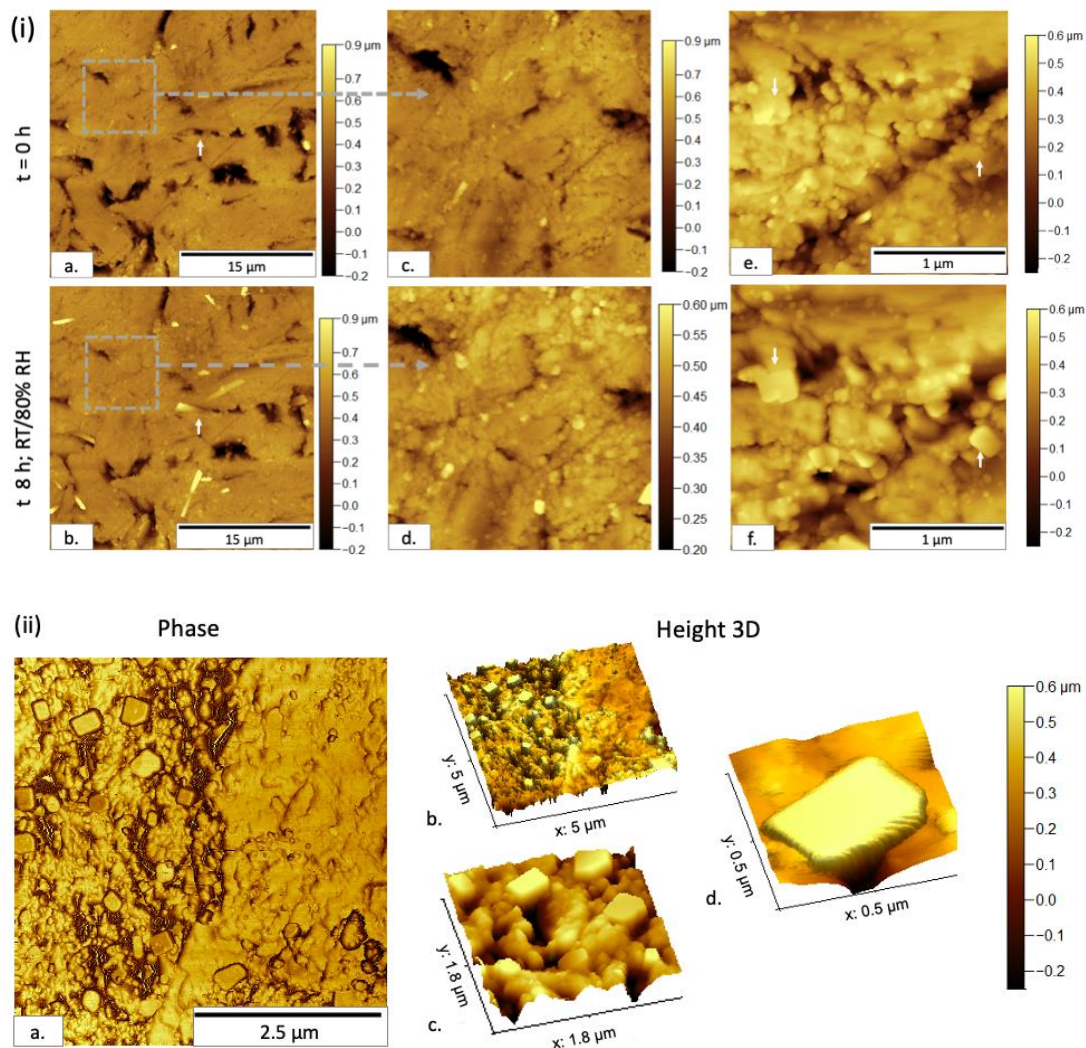 (i)
t = 0 h
a.
15 µm
0.9 µm
0.7
0.6
0.5
0.4
0.3
0.2
0.1
0.0
−0.1
−0.2
c.
0.9 µm
0.7
0.6
0.5
0.4
0.3
0.2
0.1
0.0
−0.1
−0.2
e.
1 µm
0.6 µm
0.5
0.4
0.3
0.2
0.1
0.0
−0.1
−0.2
t 8 h; RT/80% RH
b.
15 µm
0.9 µm
0.7
0.6
0.5
0.4
0.3
0.2
0.1
0.0
−0.1
−0.2
d.
0.60 µm
0.55
0.50
0.45
0.40
0.35
0.30
0.25
0.20
f.
1 µm
0.6 µm
0.5
0.4
0.3
0.2
0.1
0.0
−0.1
−0.2
(ii)
Phase
Height 3D
a.
2.5 µm
b.
y: 5 µm
x: 5 µm
c.
y: 1.8 µm
x: 1.8 µm
d.
y: 0.5 µm
x: 0.5 µm
0.6 µm
0.5
0.4
0.3
0.2
0.1
0.0
−0.1
−0.2